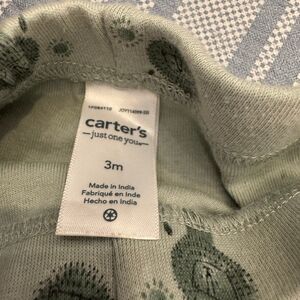 carter's
just one you
3m
Made in India
Fabriqué en Inde
Hecho en India